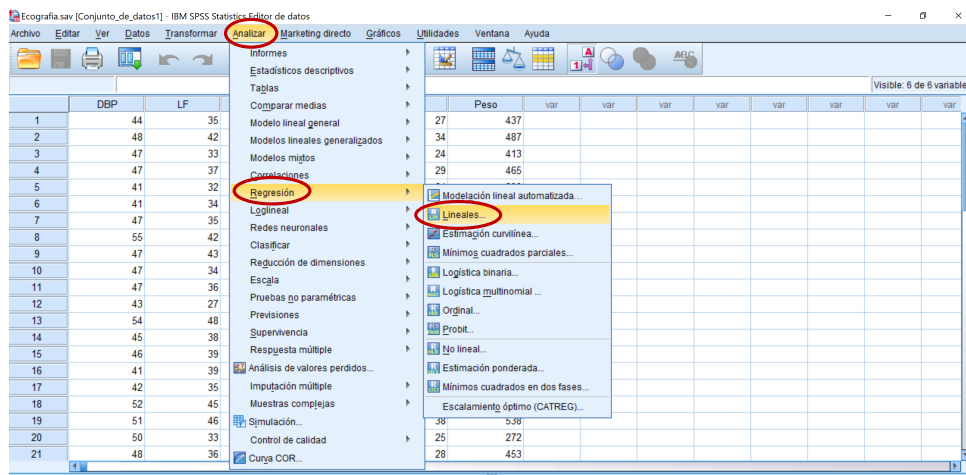 Ecografia.sav [Conjunto_de_datos1] - IBM SPSS Statistics Editor de datos
Archivo Editar Ver Datos Transformar Analizar Marketing directo Gráficos Utilidades Ventana Ayuda
Visible: 6 de 6 variable
DBP LF Peso var var var var var var var
1 44 35 27 437
2 48 42 34 487
3 47 33 24 413
4 47 37 29 465
5 41 32
6 41 34
7 47 35
8 55 42
9 47 43
10 47 34
11 47 36
12 43 27
13 54 48
14 45 38
15 46 39
16 41 39
17 42 35
18 52 45
19 51 46 38 538
20 50 33 25 272
21 48 36 28 453
Informes
Estadísticos descriptivos
Tablas
Comparar medias
Modelo lineal general
Modelos lineales generalizados
Modelos mixtos
Correlaciones
Regresión
Loglineal
Redes neuronales
Clasificar
Reducción de dimensiones
Escala
Pruebas no paramétricas
Previsiones
Supervivencia
Respuesta múltiple
Análisis de valores perdidos...
Imputación múltiple
Muestras complejas
Simulación...
Control de calidad
Curva COR...
Modelación lineal automatizada...
Lineales...
Estimación curvilínea...
Mínimos cuadrados parciales...
Logística binaria...
Logística multinomial ...
Ordinal...
Probit...
No lineal...
Estimación ponderada...
Mínimos cuadrados en dos fases...
Escalamiento óptimo (CATREG)...